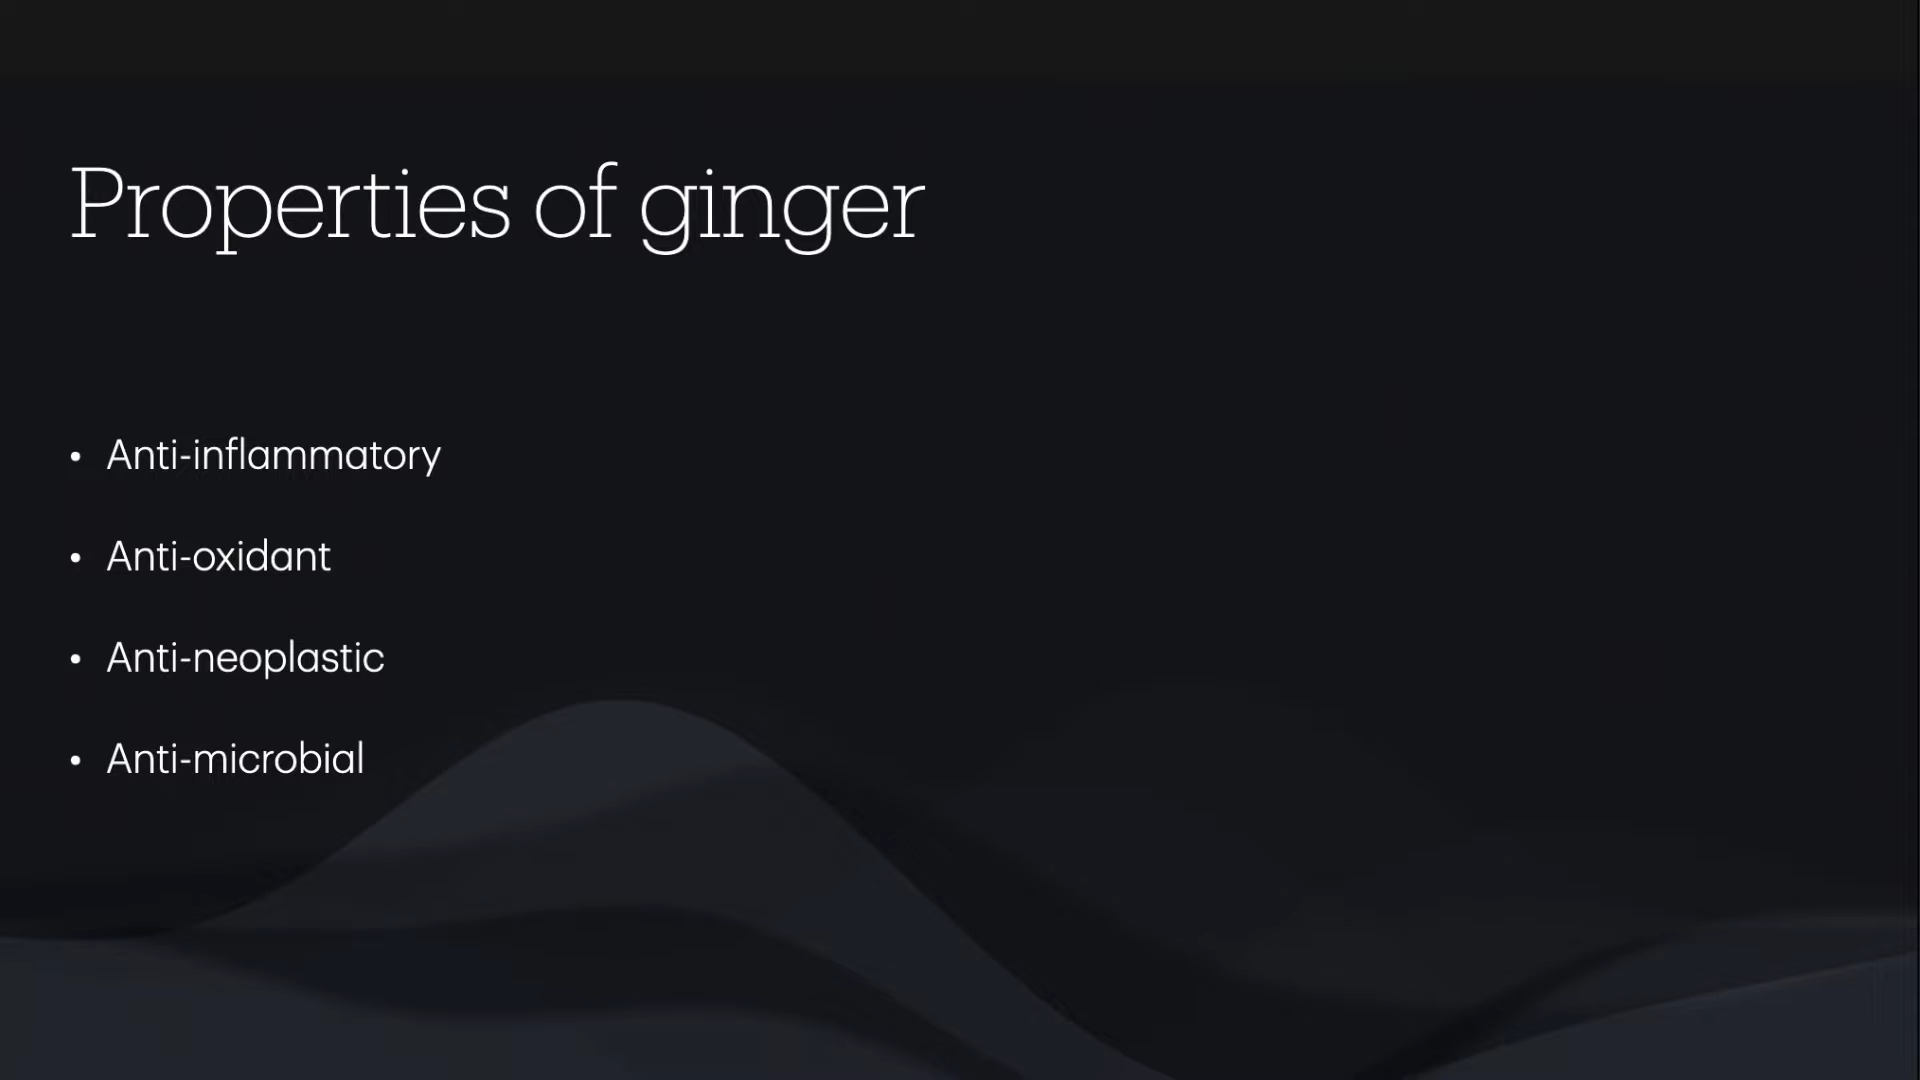 Properties of ginger
• Anti-inflammatory
• Anti-oxidant
• Anti-neoplastic
• Anti-microbial